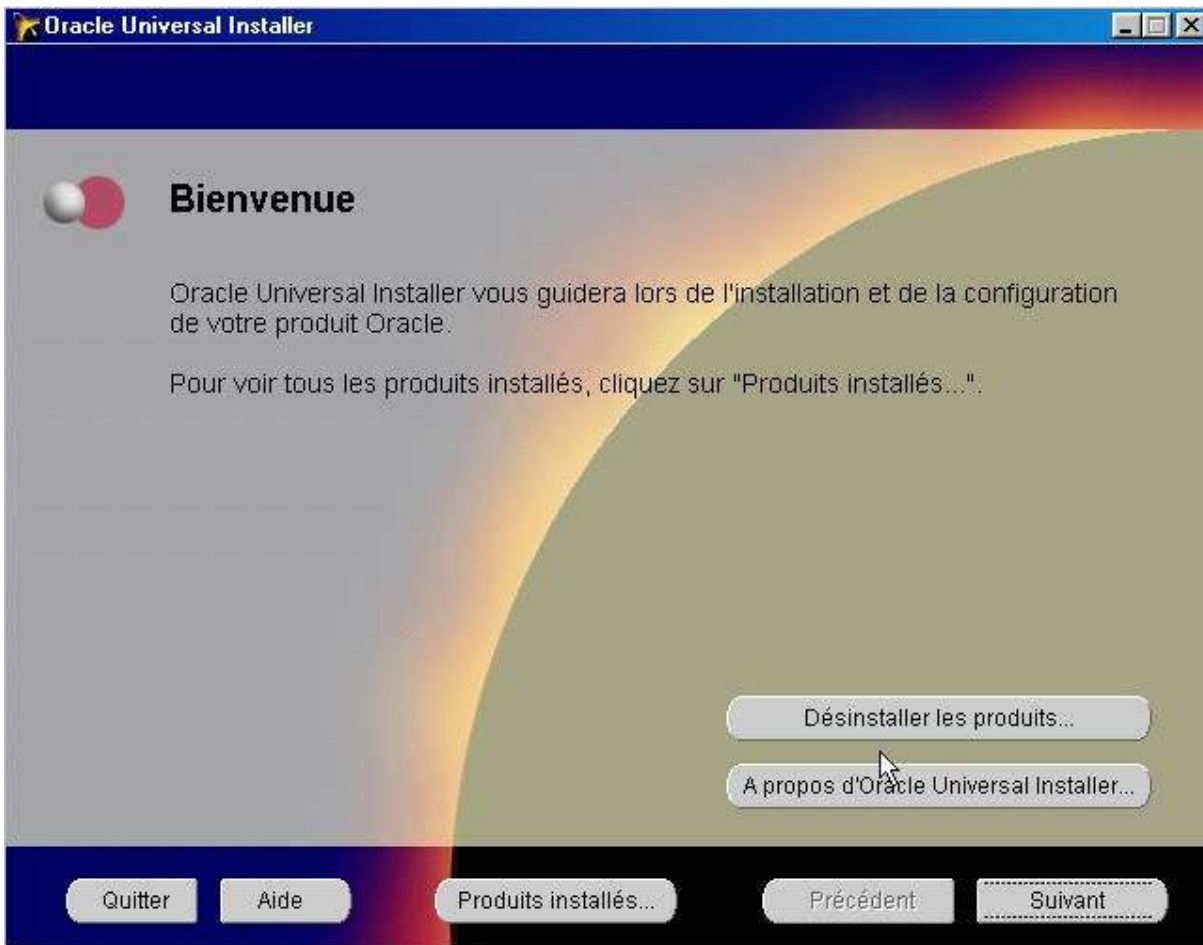 Oracle Universal Installer
Bienvenue
Oracle Universal Installer vous guidera lors de l'installation et de la configuration
de votre produit Oracle.
Pour voir tous les produits installés, cliquez sur "Produits installés...".
Désinstaller les produits...
A propos d'Oracle Universal Installer...
Quitter
Aide
Produits installés...
Précédent
Suivant